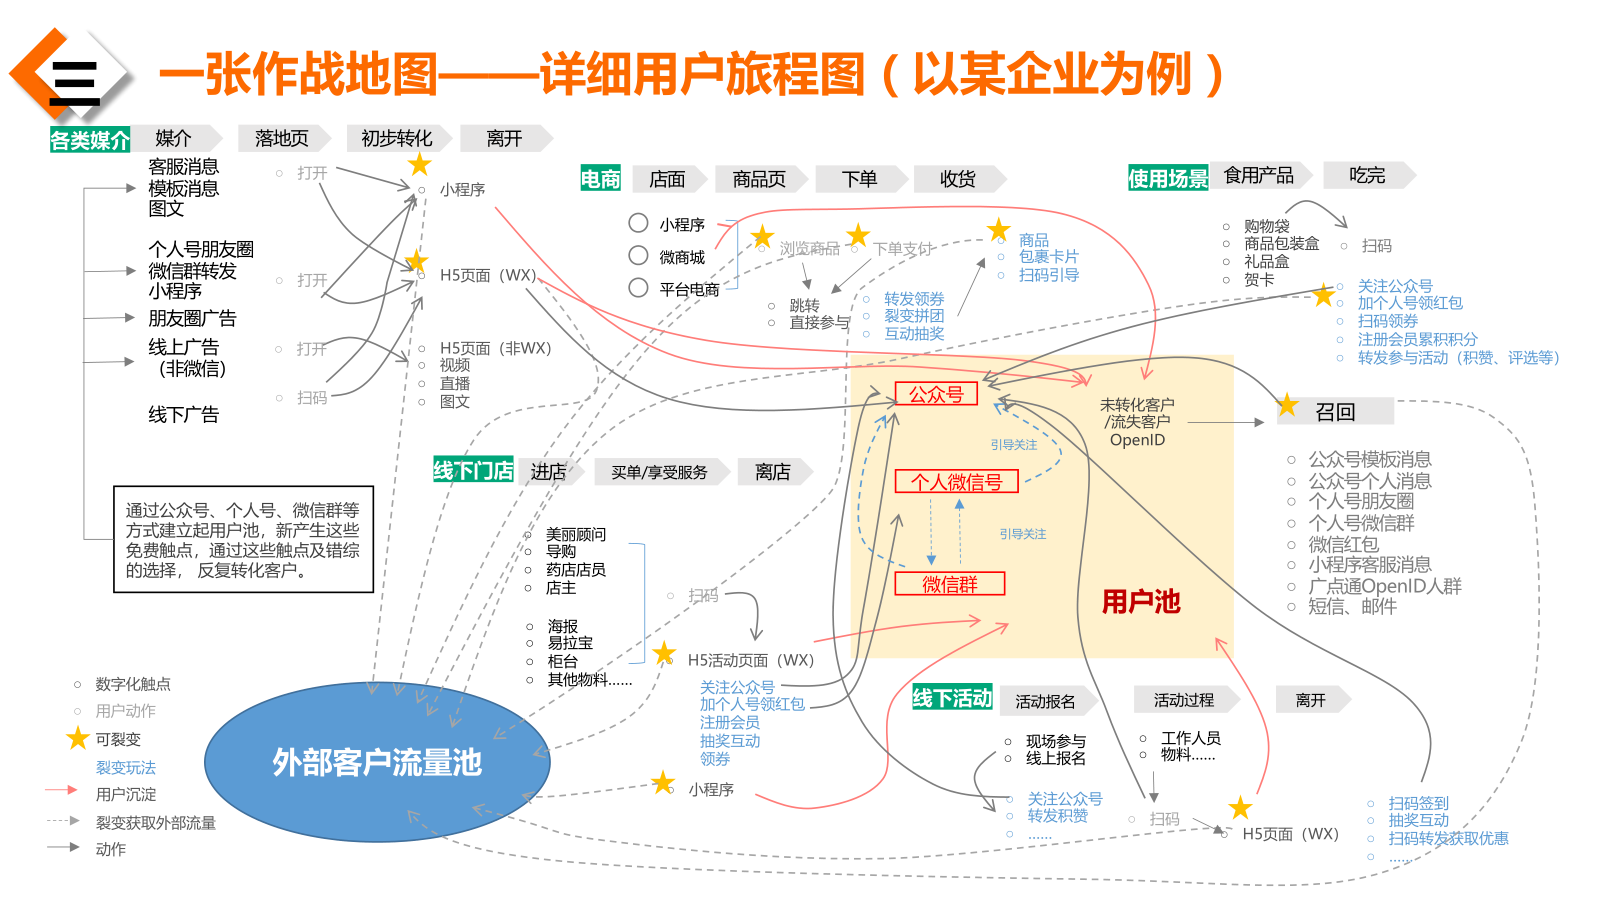 一张作战地图——详细用户旅程图（以某企业为例）
各类媒介
媒介
落地页
初步转化
离开
客服消息
模板消息
图文
个人号朋友圈
微信群转发
小程序
朋友圈广告
线上广告
（非微信）
线下广告
打开
打开
打开
扫码
小程序
H5页面（WX）
H5页面（非WX）
视频
直播
图文
通过公众号、个人号、微信群等
方式建立起用户池，新产生这些
免费触点，通过这些触点及错综
的选择， 反复转化客户。
电商
店面
商品页
下单
收货
小程序
微商城
平台电商
浏览商品
下单支付
跳转
直接参与
转发领券
裂变拼团
互动抽奖
商品
包裹卡片
扫码引导
使用场景
食用产品
吃完
购物袋
商品包装盒
礼品盒
贺卡
扫码
关注公众号
加个人号领红包
扫码领券
注册会员累积积分
转发参与活动（积赞、评选等）
公众号
引导关注
个人微信号
引导关注
微信群
用户池
未转化客户
/流失客户
OpenID
召回
公众号模板消息
公众号个人消息
个人号朋友圈
个人号微信群
微信红包
小程序客服消息
广点通OpenID人群
短信、邮件
线下门店
进店
买单/享受服务
离店
美丽顾问
导购
药店店员
店主
海报
易拉宝
柜台
其他物料……
扫码
H5活动页面（WX）
关注公众号
加个人号领红包
注册会员
抽奖互动
领券
小程序
线下活动
活动报名
活动过程
离开
现场参与
线上报名
关注公众号
转发积赞
……
工作人员
物料……
扫码
H5页面（WX）
扫码签到
抽奖互动
扫码转发获取优惠
……
外部客户流量池
数字化触点
用户动作
可裂变
裂变玩法
用户沉淀
裂变获取外部流量
动作